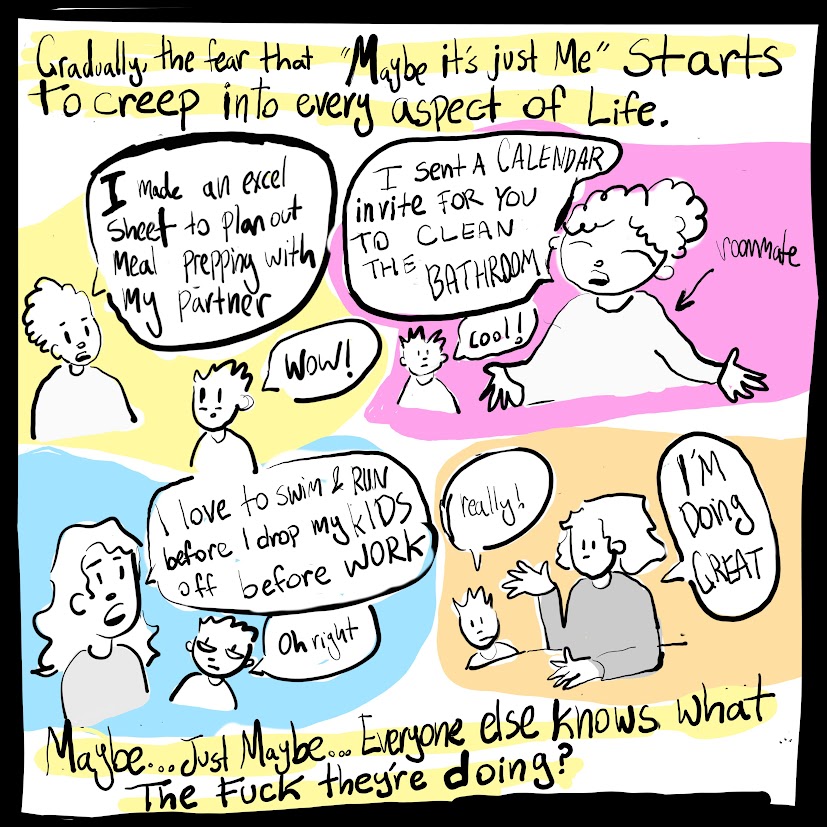 Gradually, the fear that "Maybe it's just Me" Starts
to creep into every aspect of Life.
I made an excel
sheet to plan out
Meal prepping with
My partner
WOW!
I sent A CALENDAR
invite FOR YOU
TO CLEAN
THE BATHROOM
cool!
roommate
I love to swim & RUN
before I drop my KIDS
off before WORK
Oh right
really!
I'M
Doing
GREAT
Maybe... Just Maybe... Everyone else knows what
The Fuck they're doing?